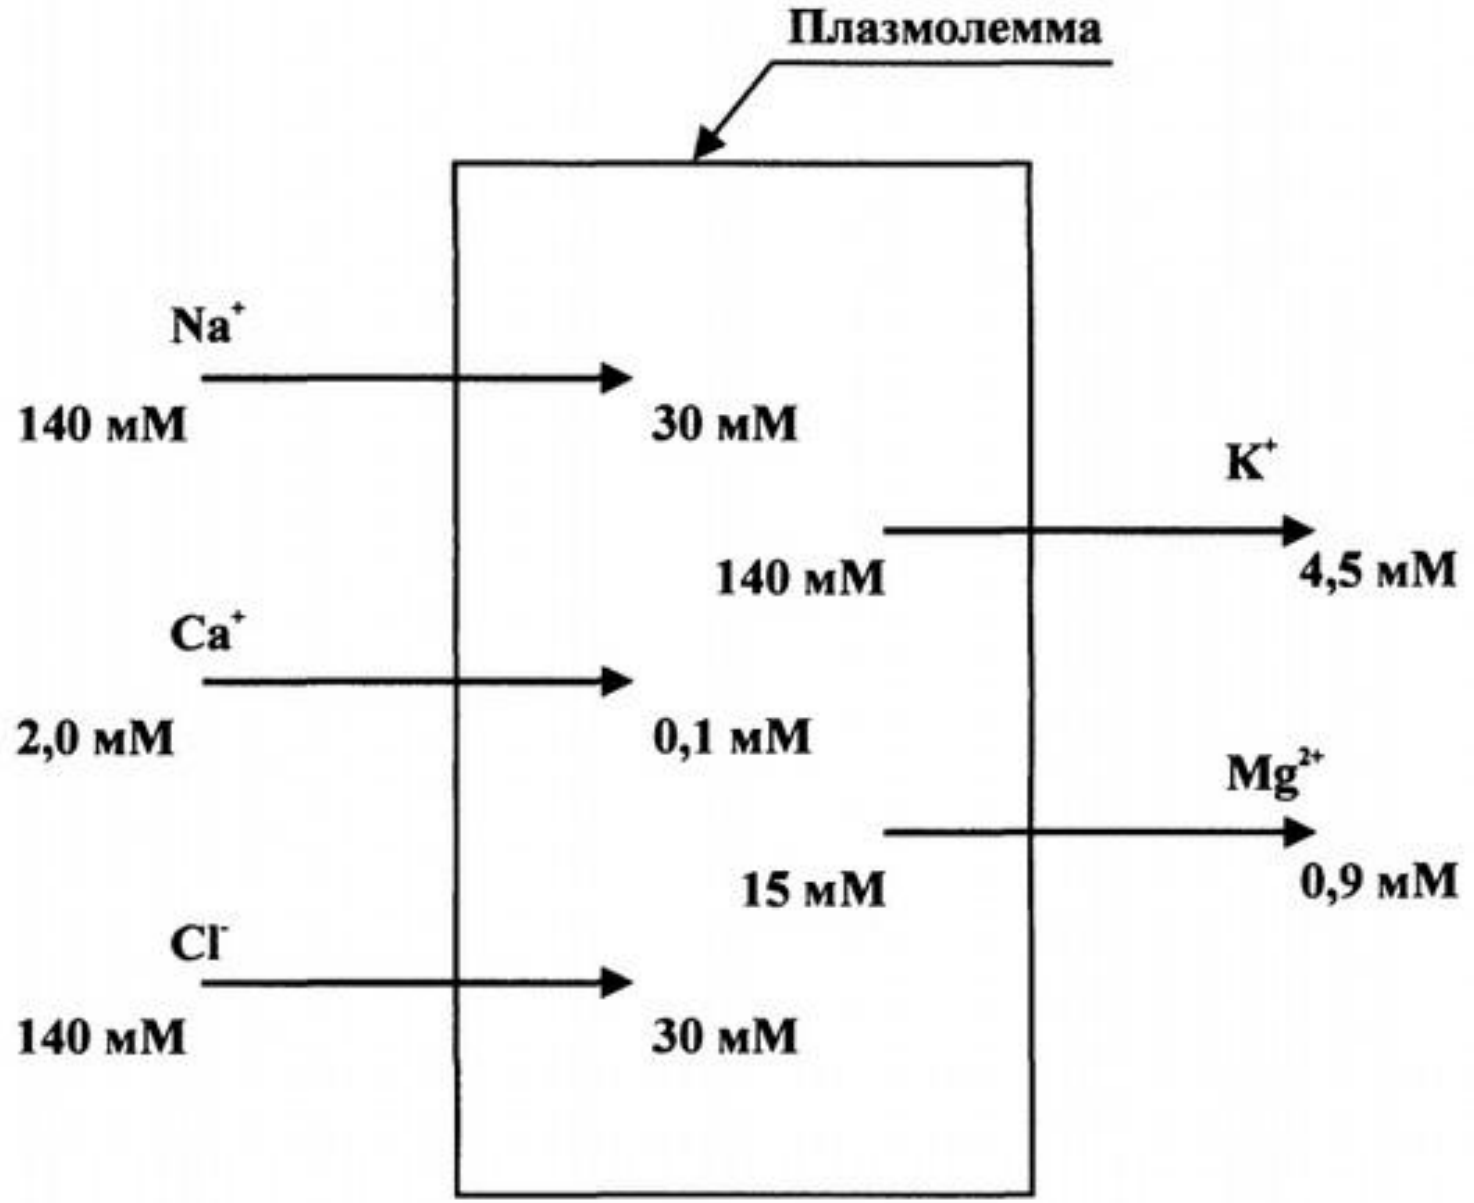 Плазмолемма
Na⁺
140 мМ
30 мМ
K⁺
140 мМ
4,5 мМ
Ca⁺
2,0 мМ
0,1 мМ
Mg²⁺
15 мМ
0,9 мМ
Cl⁻
140 мМ
30 мМ